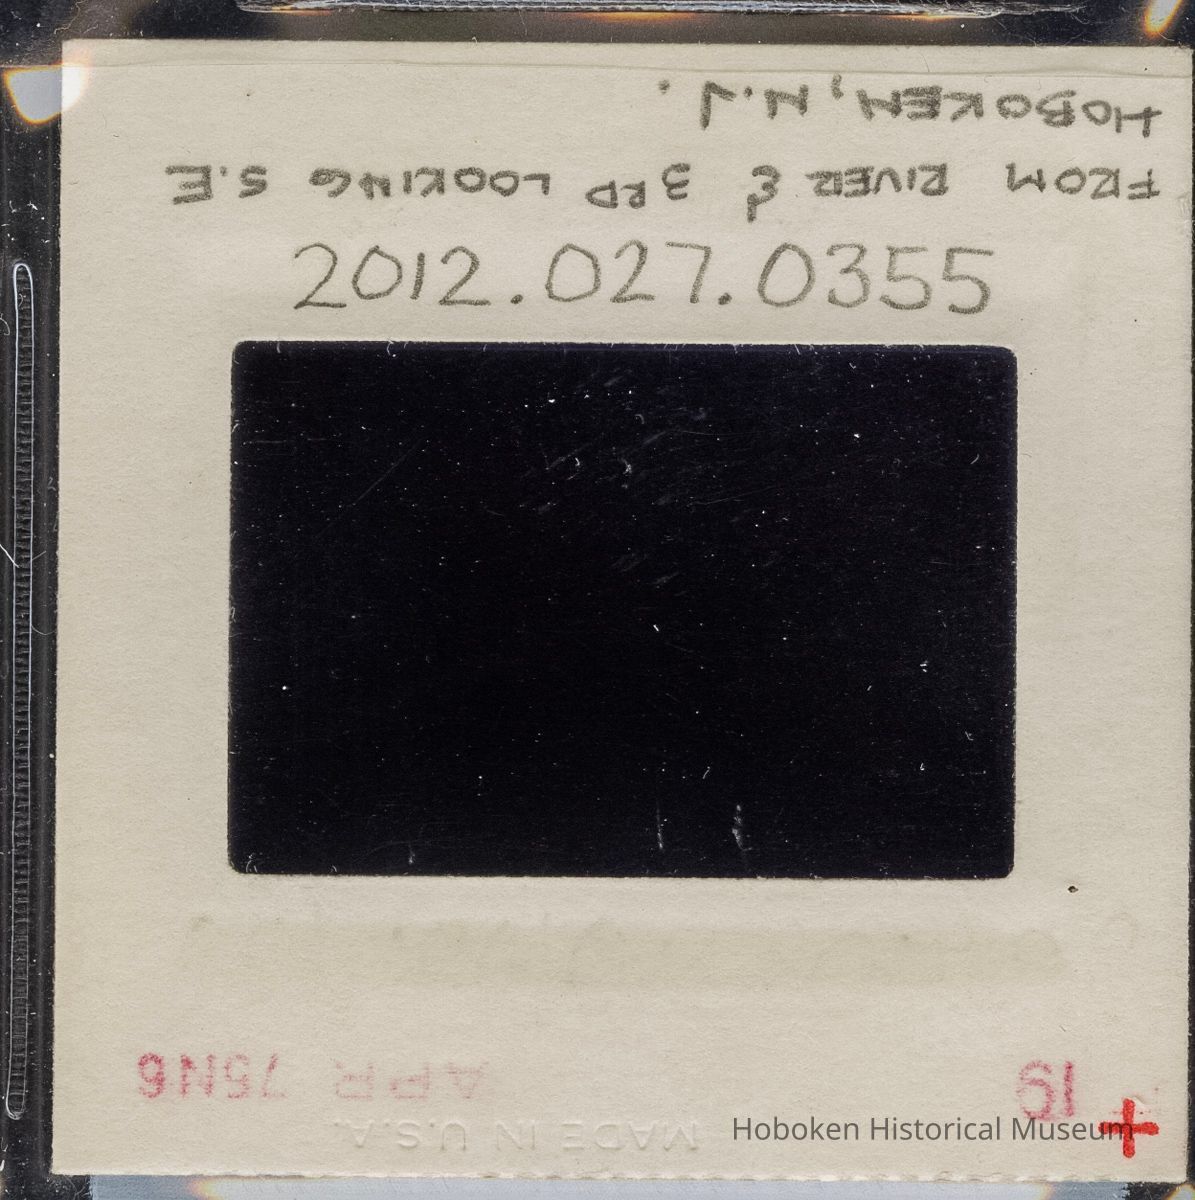 2012.027.0355
MADE IN U.S.A
19 APR 75N6
FROM RIVER & 3RD LOOKING S.E
HOBOKEN, N.J.
Hoboken Historical Museum